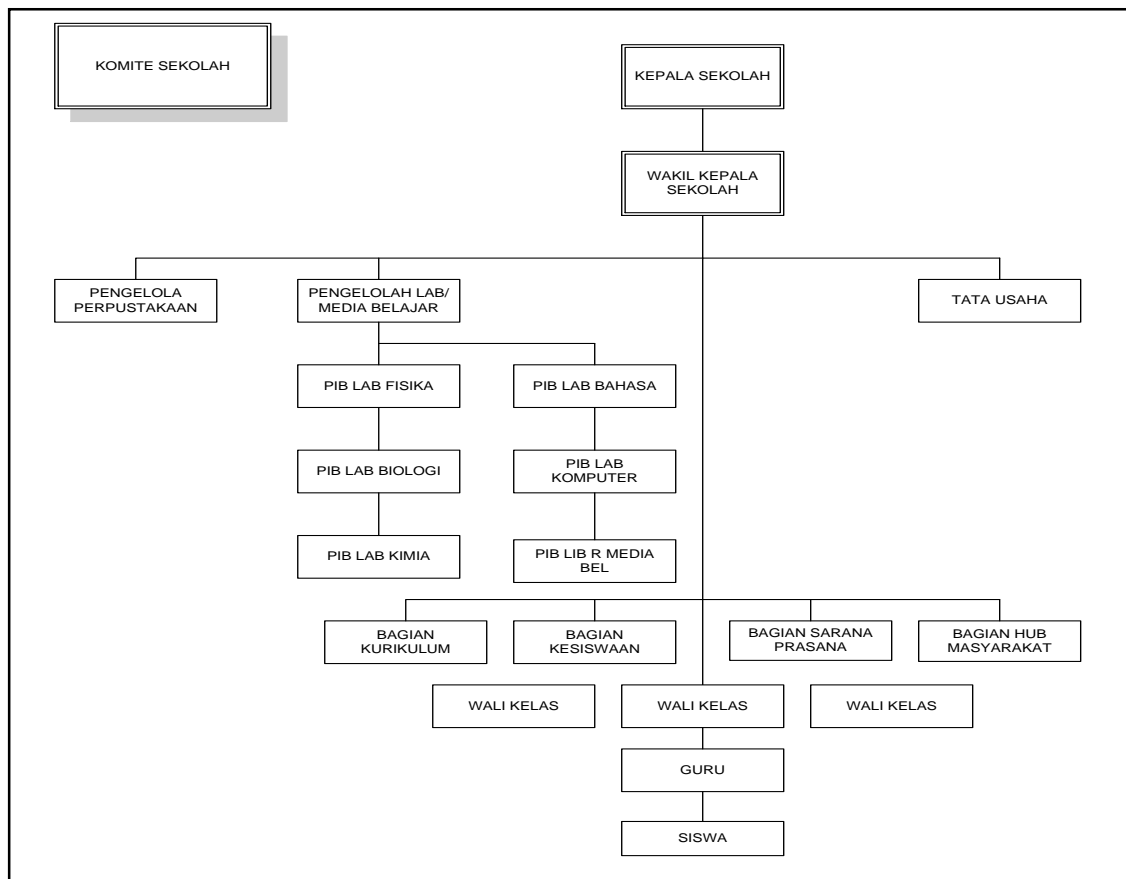 KOMITE SEKOLAH
KEPALA SEKOLAH
WAKIL KEPALA
SEKOLAH
PENGELOLA
PERPUSTAKAAN
PENGELOLAH LAB/
MEDIA BELAJAR
TATA USAHA
PIB LAB FISIKA
PIB LAB BAHASA
PIB LAB BIOLOGI
PIB LAB
KOMPUTER
PIB LAB KIMIA
PIB LIB R MEDIA
BEL
BAGIAN
KURIKULUM
BAGIAN
KESISWAAN
BAGIAN SARANA
PRASANA
BAGIAN HUB
MASYARAKAT
WALI KELAS
WALI KELAS
WALI KELAS
GURU
SISWA